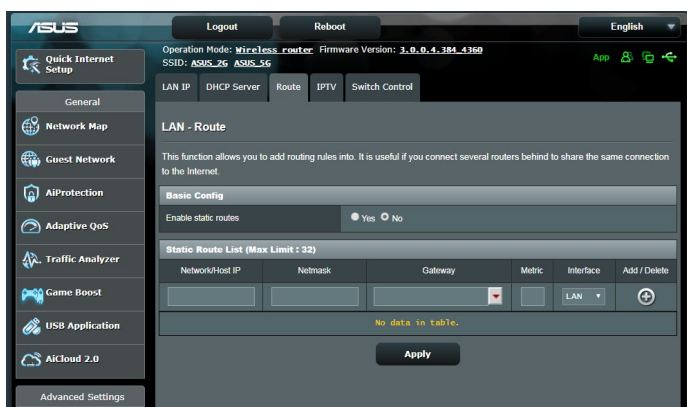 ASUS
Logout
Reboot
English
Quick Internet
Setup
Operation Mode: Wireless router Firmware Version: 3.0.0.4.384_4360
SSID: ASUS_2G ASUS_5G
App
General
Network Map
Guest Network
AiProtection
Adaptive QoS
Traffic Analyzer
Game Boost
USB Application
AiCloud 2.0
Advanced Settings
LAN IP
DHCP Server
Route
IPTV
Switch Control
LAN - Route
This function allows you to add routing rules into. It is useful if you connect several routers behind to share the same connection
to the Internet.
Basic Config
Enable static routes
Yes
No
Static Route List (Max Limit : 32)
Network/Host IP
Netmask
Gateway
Metric
Interface
Add / Delete
LAN
No data in table.
Apply